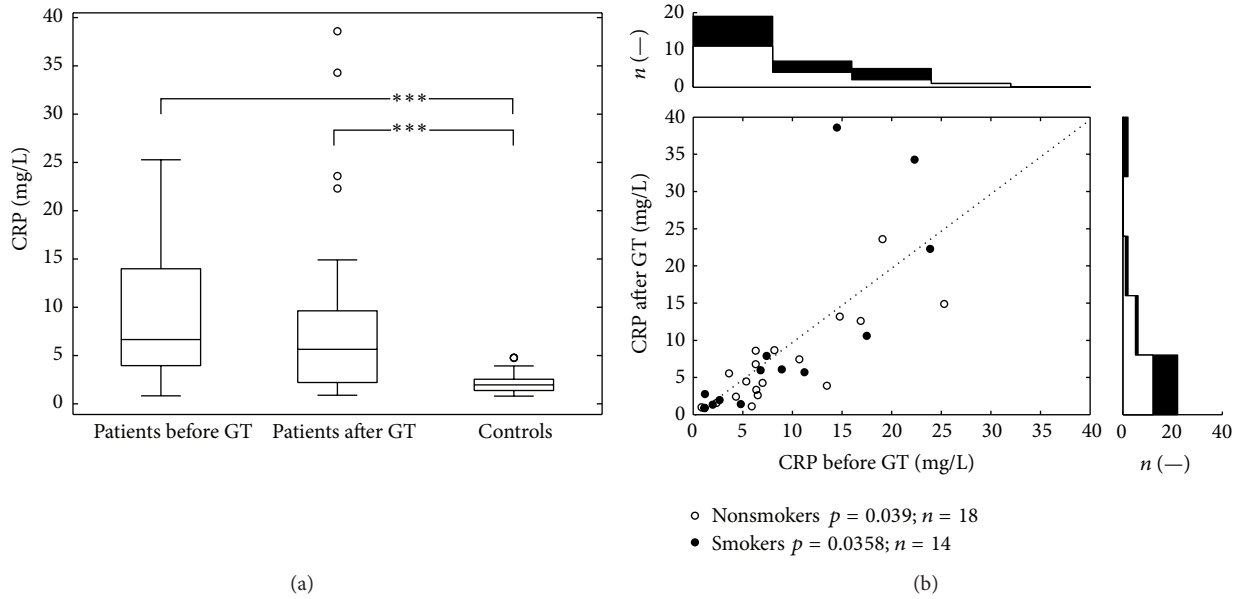 40
35
30
25
20
15
10
5
0
CRP (mg/L)
∗∗∗
∗∗∗
Patients before GT
Patients after GT
Controls
(a)
20
10
0
n (—)
40
35
30
25
20
15
10
5
0
CRP after GT (mg/L)
0 5 10 15 20 25 30 35 40
CRP before GT (mg/L)
0 20 40
n (—)
Nonsmokers p = 0.039; n = 18
Smokers p = 0.0358; n = 14
(b)